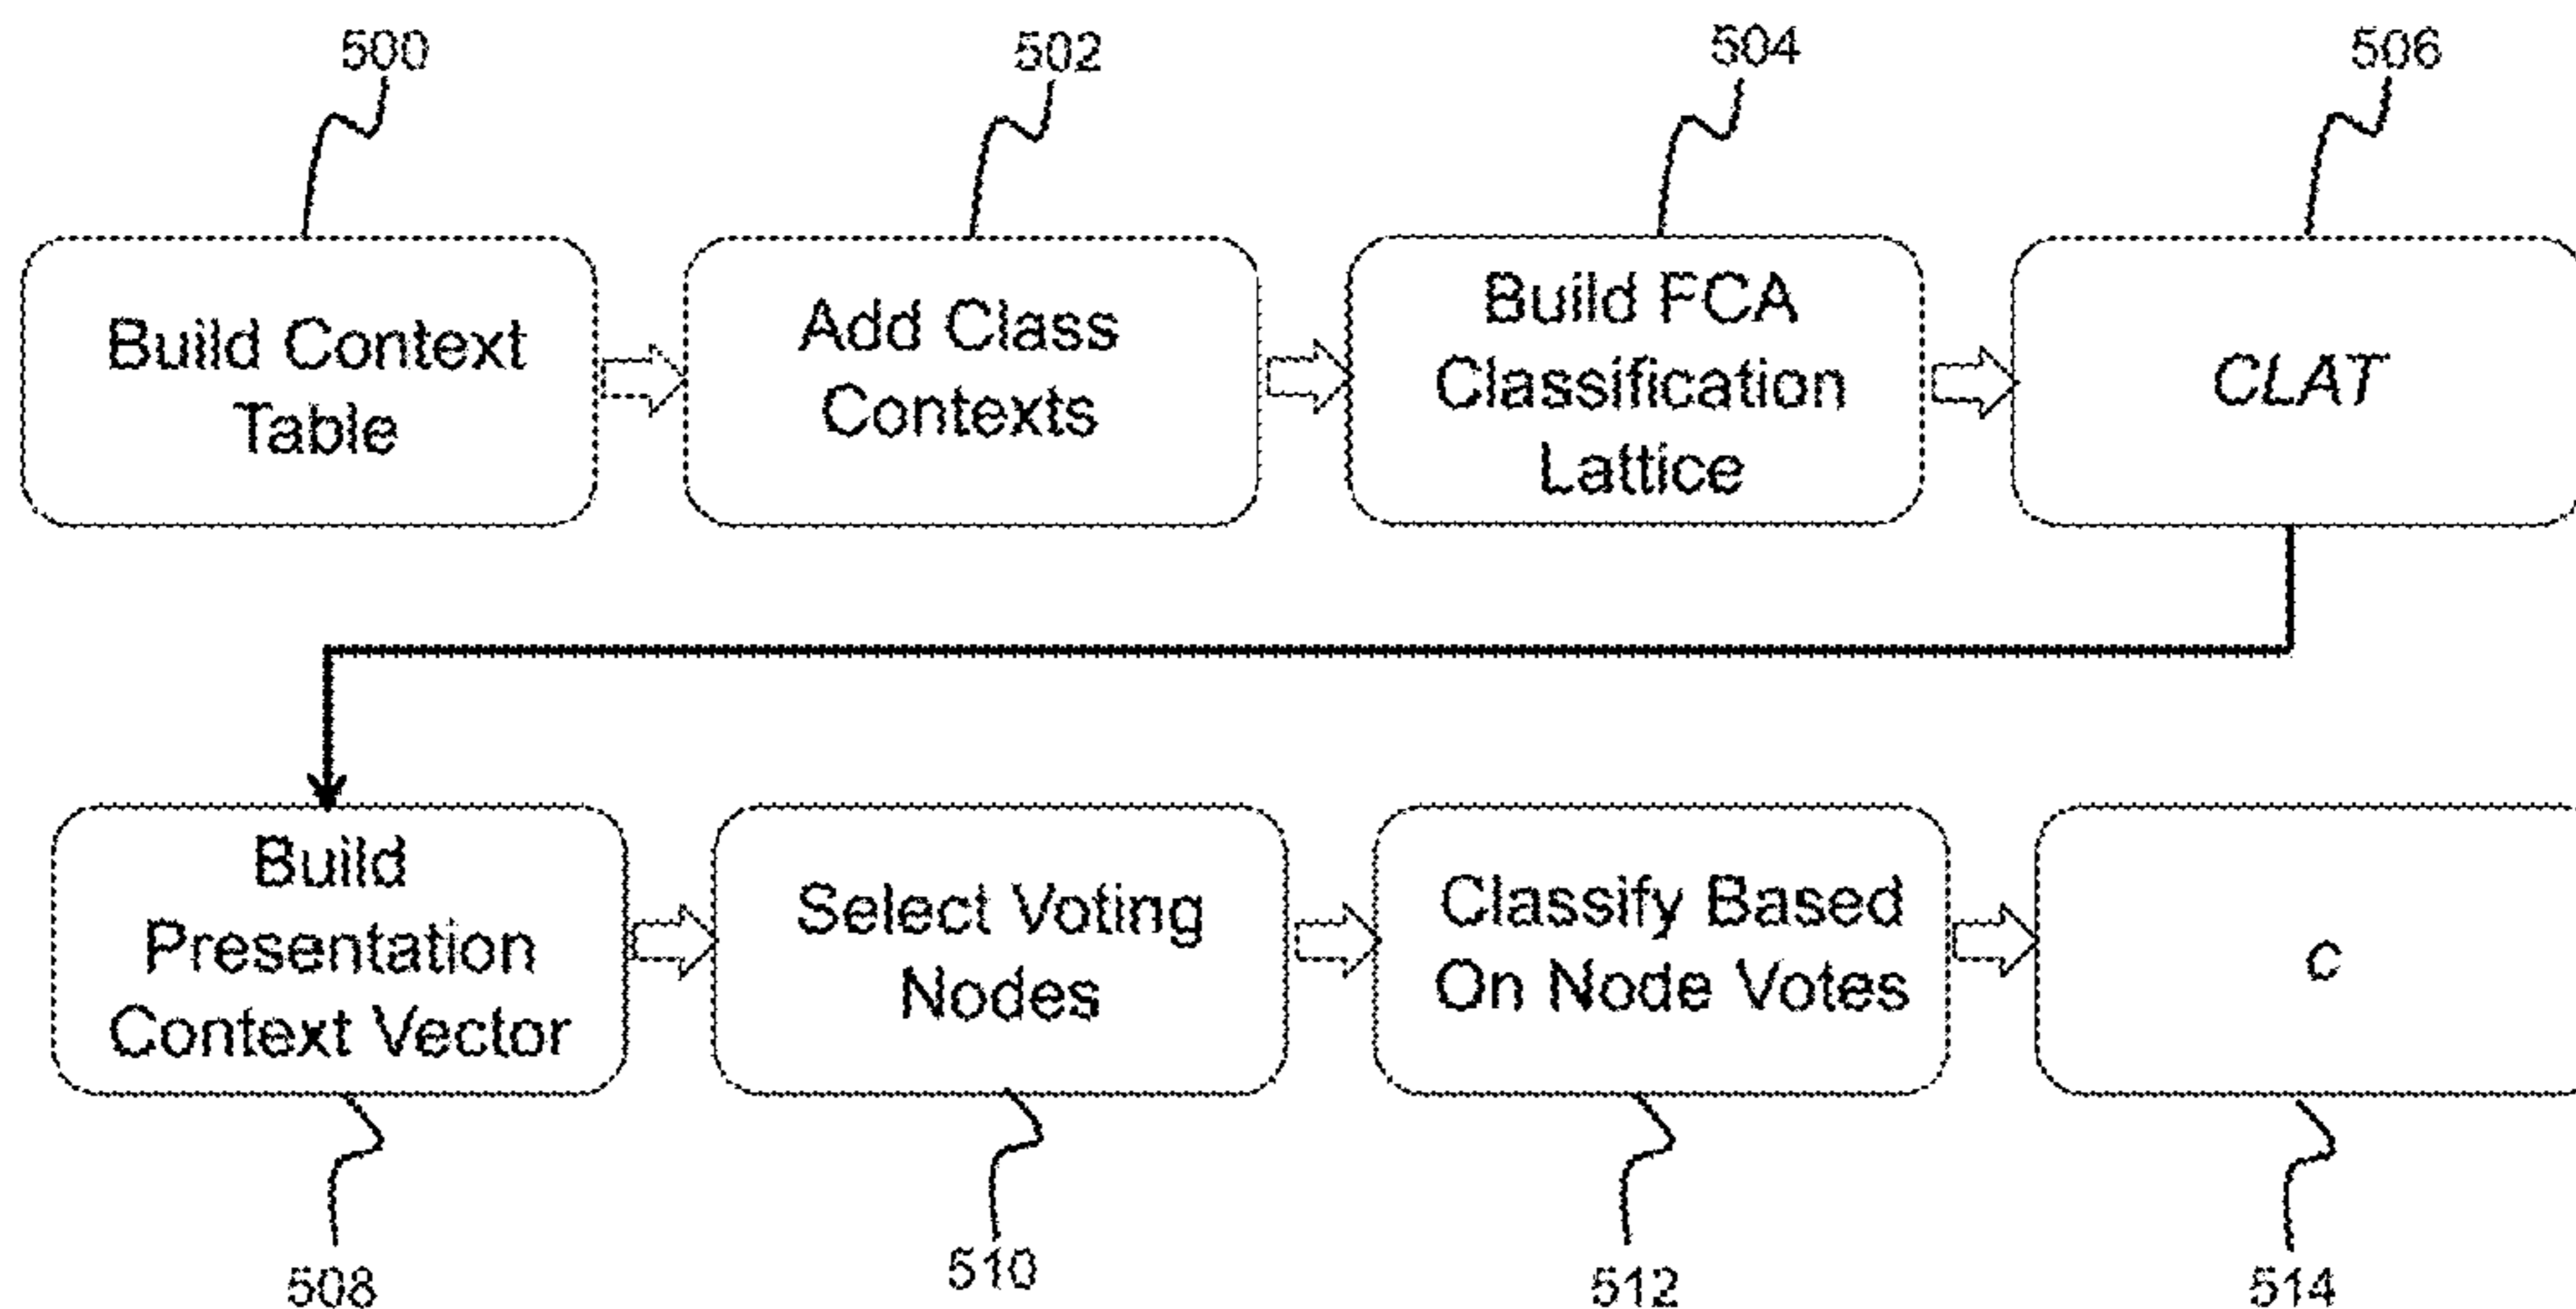 500
502
504
506
Build Context
Table
Add Class
Contexts
Build FCA
Classification
Lattice
CLAT
Build
Presentation
Context Vector
Select Voting
Nodes
Classify Based
On Node Votes
c
508
510
512
514